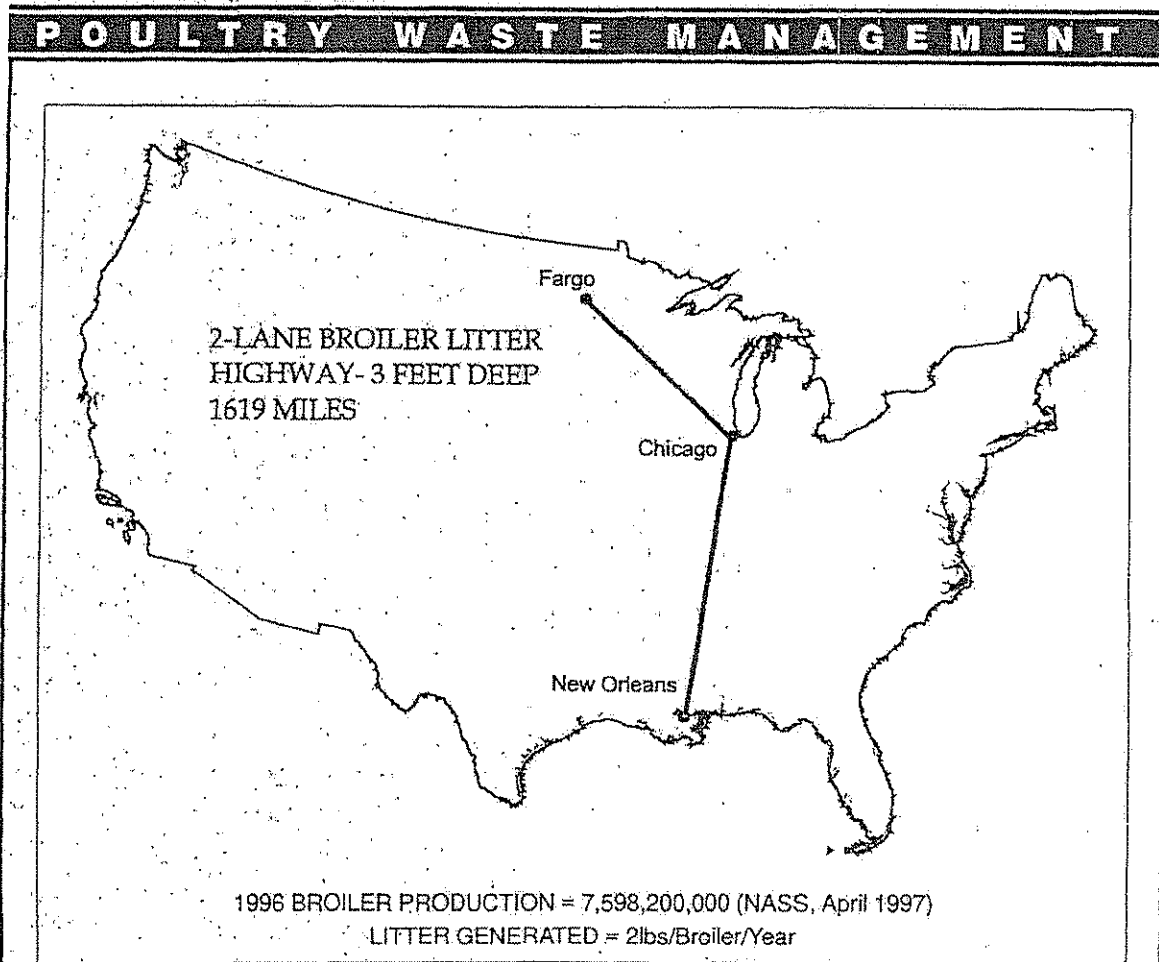 POULTRY WASTE MANAGEMENT
Fargo
2-LANE BROILER LITTER
HIGHWAY- 3 FEET DEEP
1619 MILES
Chicago
New Orleans
1996 BROILER PRODUCTION = 7,598,200,000 (NASS, April 1997)
LITTER GENERATED = 2lbs/Broiler/Year